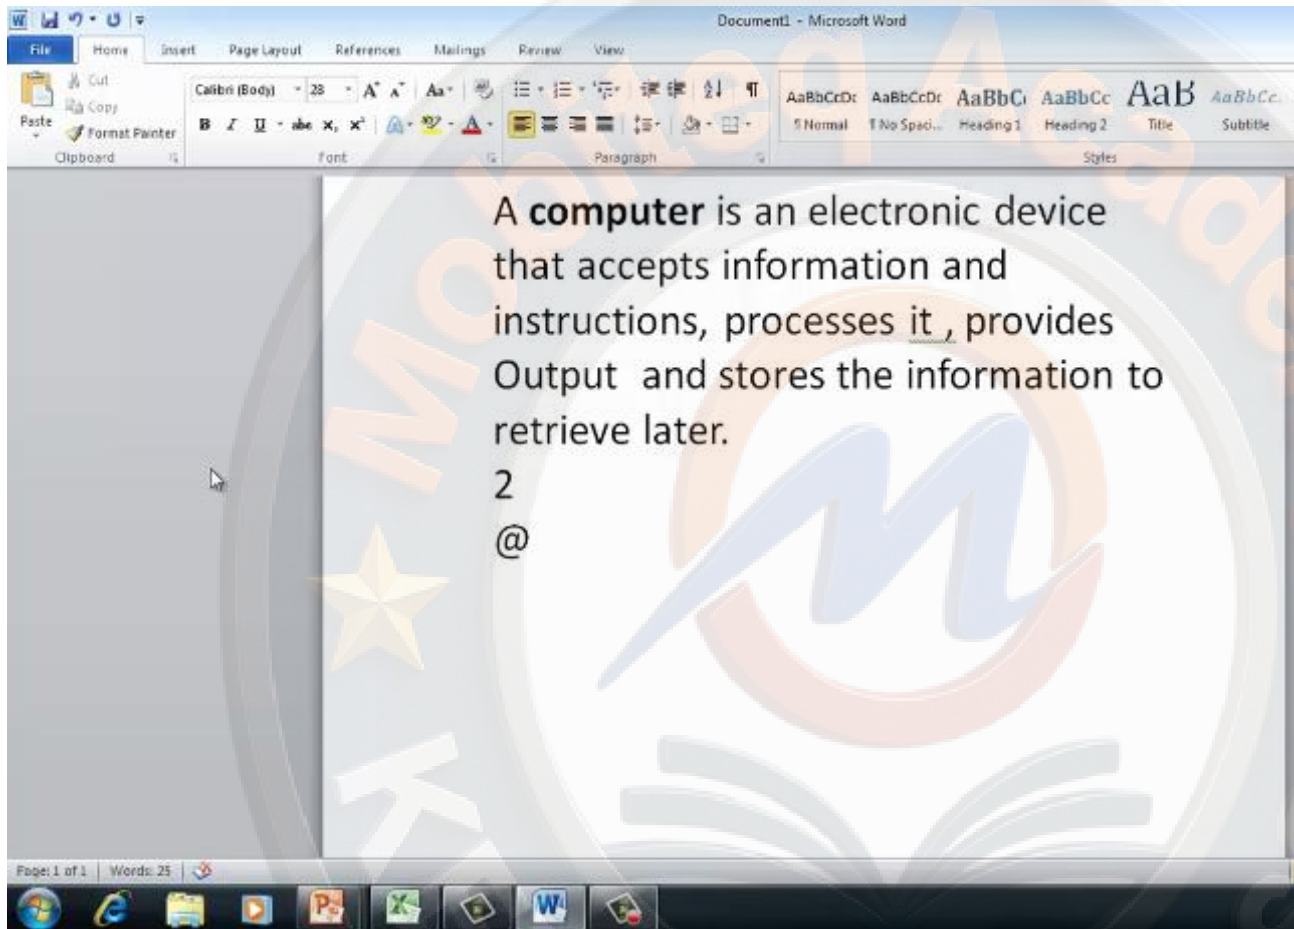 Document1 - Microsoft Word
File Home Insert Page Layout References Mailings Review View
Cut
Copy
Paste
Format Painter
Clipboard
Calibri (Body) 28
Font
Paragraph
AaBbCcDc AaBbCcDc AaBbCi AaBbCc AaB AaBbCc.
¶ Normal ¶ No Spaci... Heading 1 Heading 2 Title Subtitle
Styles
A computer is an electronic device
that accepts information and
instructions, processes it , provides
Output  and stores the information to
retrieve later.
2
@
Page: 1 of 1 Words: 25
Mobiteq